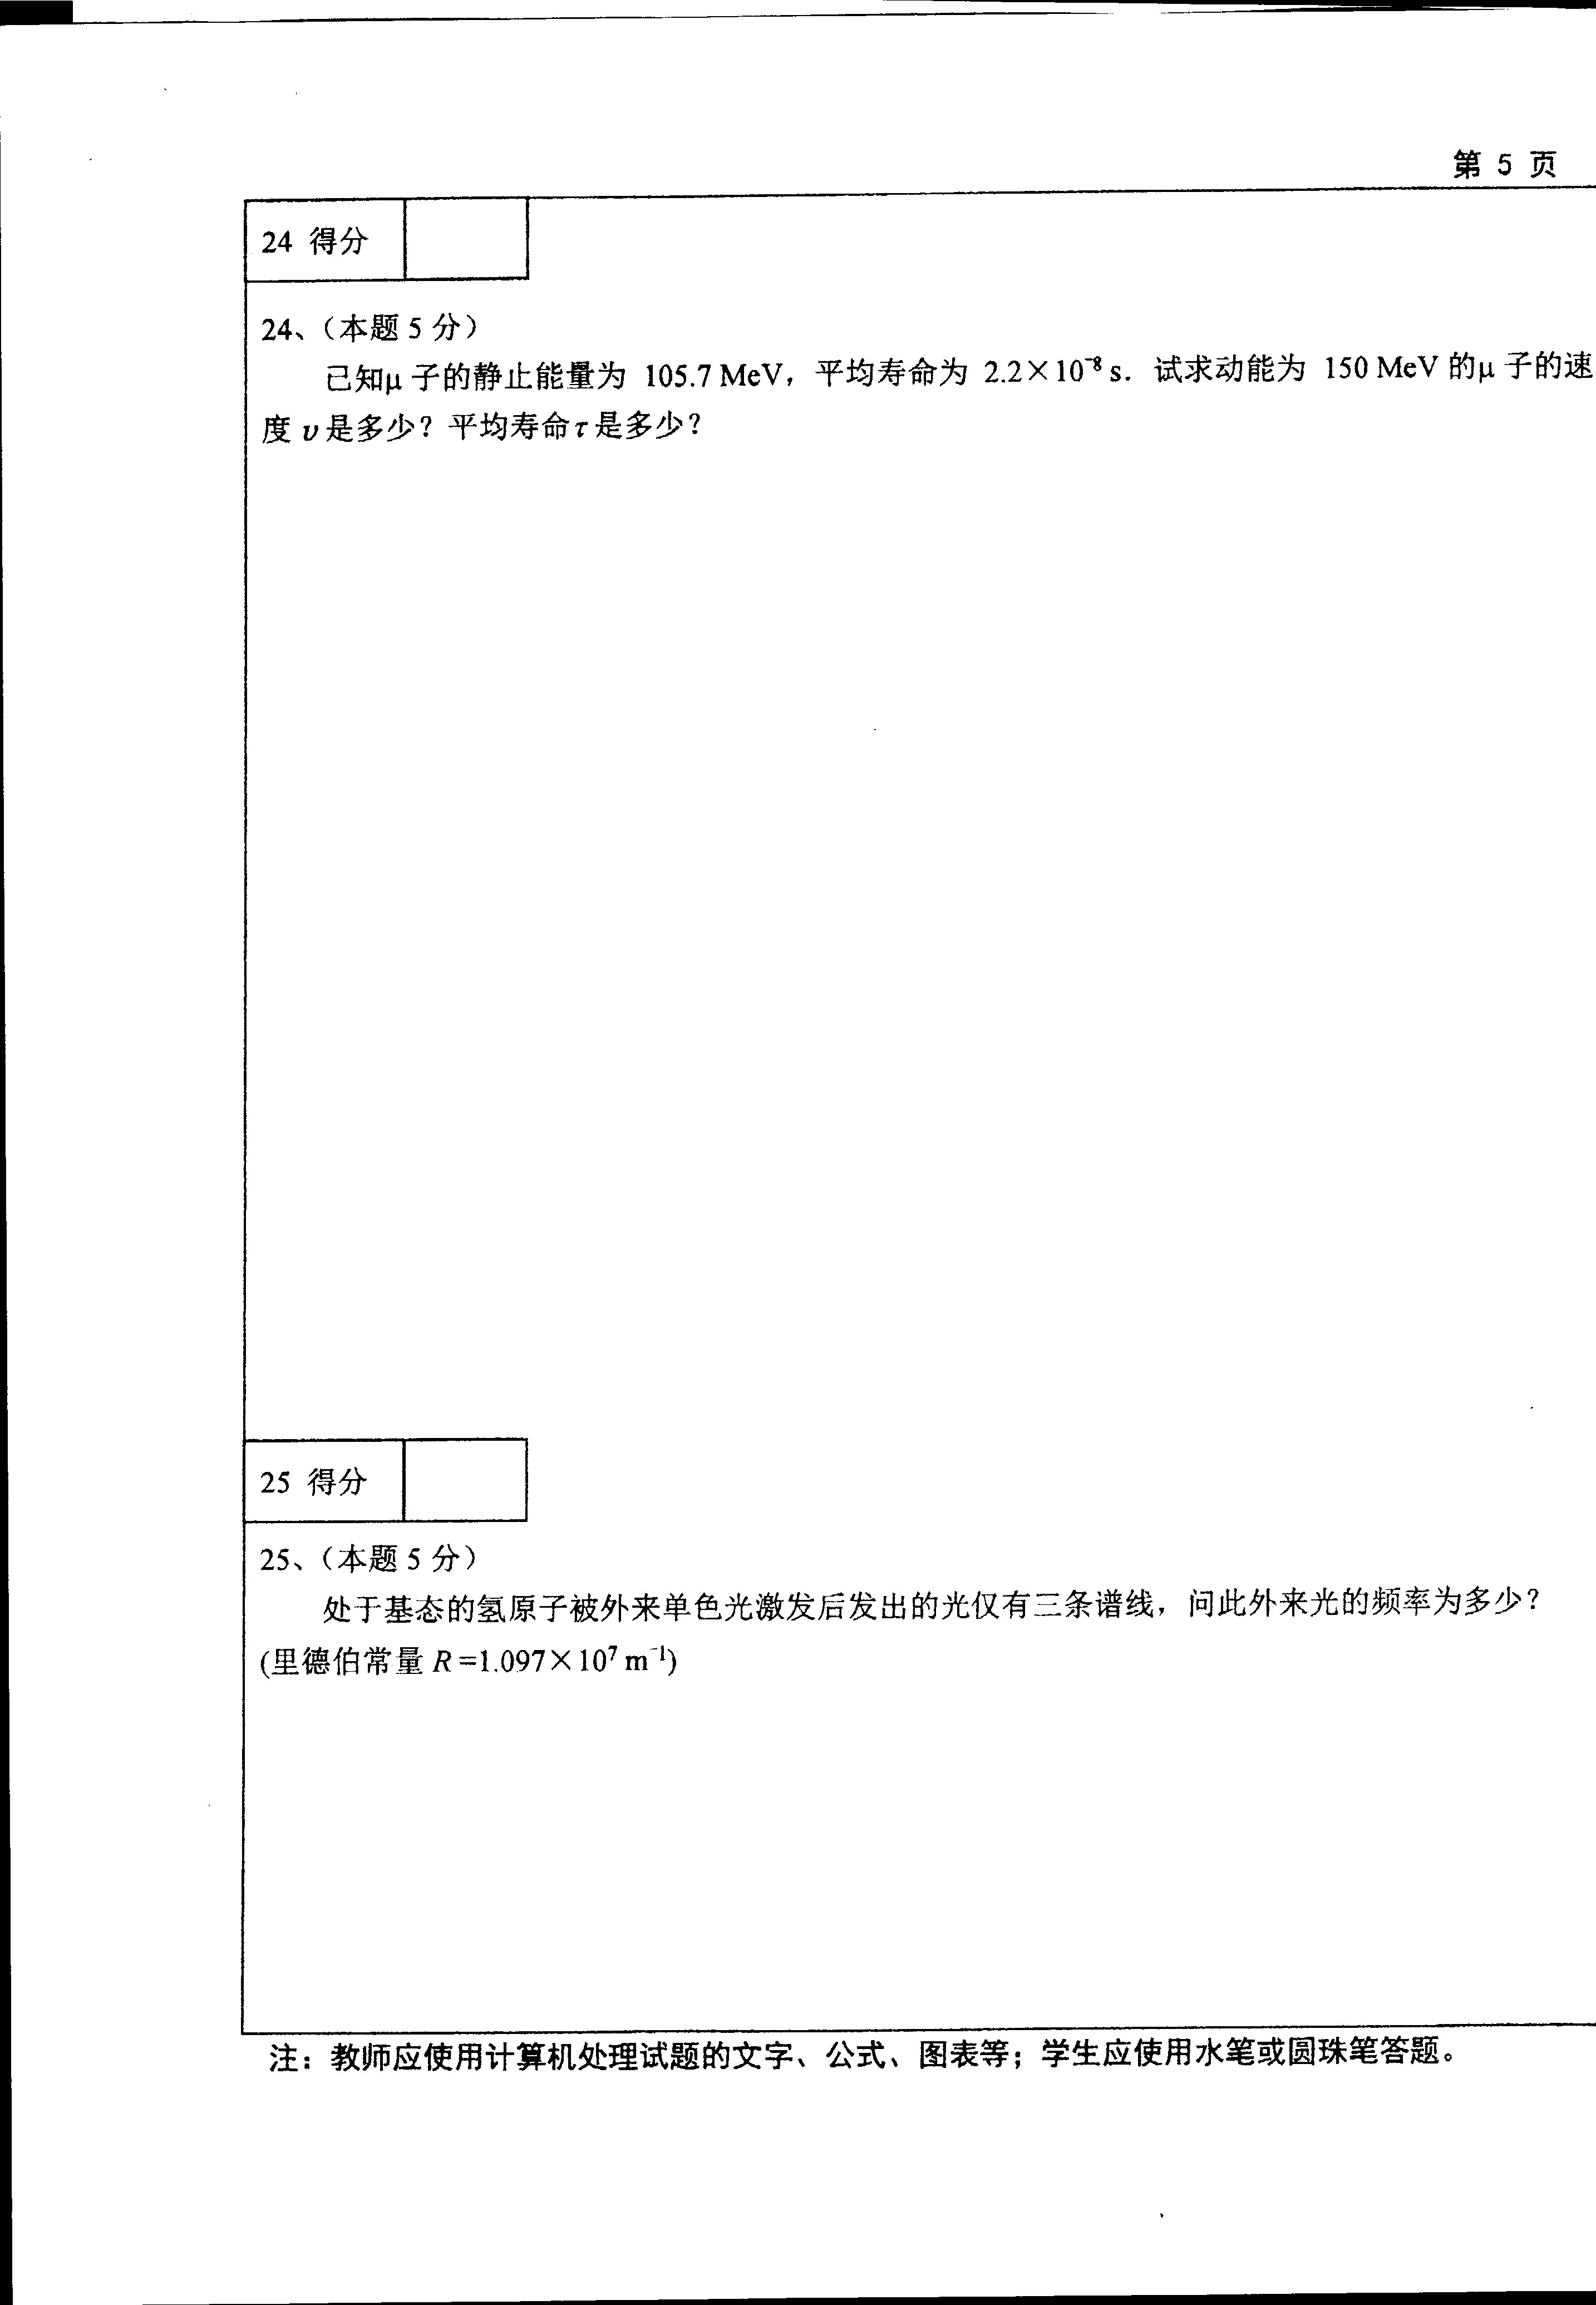 第 5 页
24 得分
24、（本题 5 分）
已知μ 子的静止能量为 105.7 MeV，平均寿命为 2.2×10⁻⁸ s．试求动能为 150 MeV 的μ 子的速
度 υ 是多少？平均寿命 τ 是多少？
25 得分
25、（本题 5 分）
处于基态的氢原子被外来单色光激发后发出的光仅有三条谱线，问此外来光的频率为多少？
(里德伯常量 R =1.097×10⁷ m⁻¹)
注：教师应使用计算机处理试题的文字、公式、图表等；学生应使用水笔或圆珠笔答题。